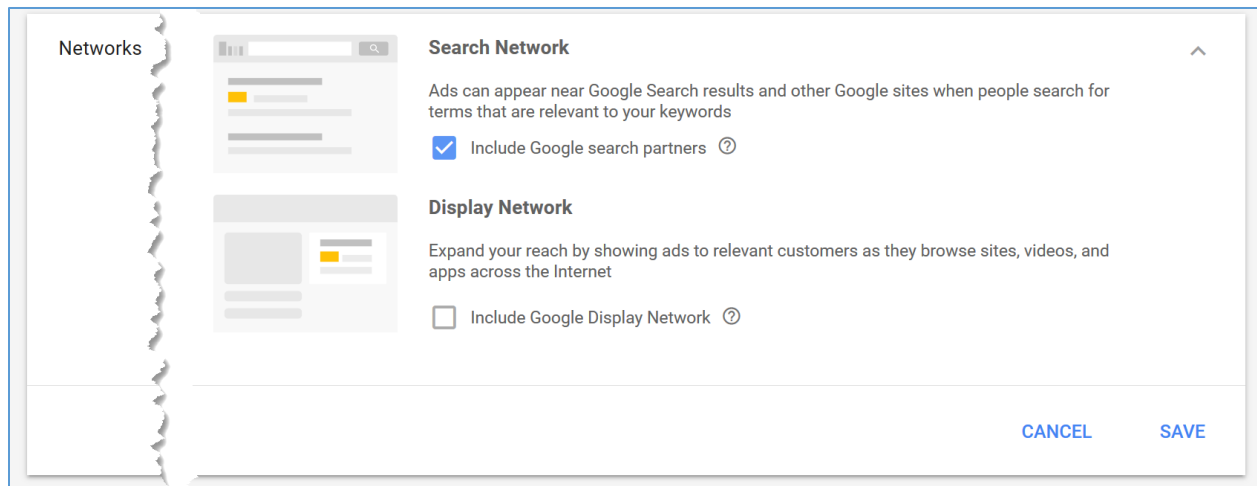 Networks
Search Network
Ads can appear near Google Search results and other Google sites when people search for
terms that are relevant to your keywords
Include Google search partners
Display Network
Expand your reach by showing ads to relevant customers as they browse sites, videos, and
apps across the Internet
Include Google Display Network
CANCEL SAVE